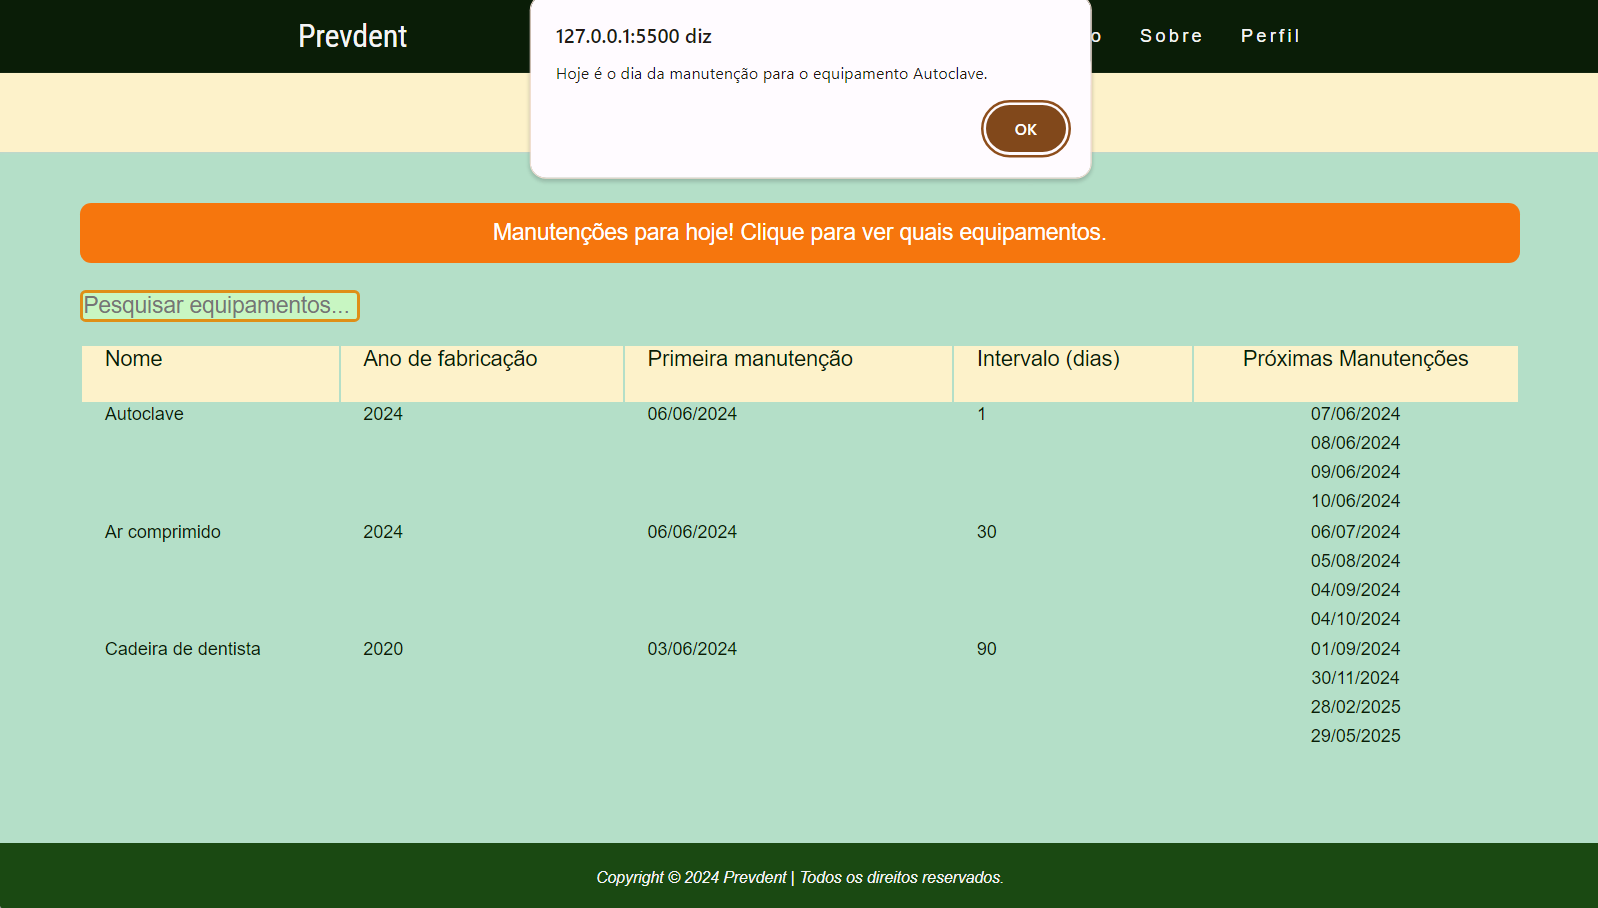 Prevdent
o Sobre Perfil
127.0.0.1:5500 diz
Hoje é o dia da manutenção para o equipamento Autoclave.
OK
Manutenções para hoje! Clique para ver quais equipamentos.
Pesquisar equipamentos...
Nome Ano de fabricação Primeira manutenção Intervalo (dias) Próximas Manutenções
Autoclave 2024 06/06/2024 1 07/06/2024
08/06/2024
09/06/2024
10/06/2024
Ar comprimido 2024 06/06/2024 30 06/07/2024
05/08/2024
04/09/2024
04/10/2024
Cadeira de dentista 2020 03/06/2024 90 01/09/2024
30/11/2024
28/02/2025
29/05/2025
Copyright © 2024 Prevdent | Todos os direitos reservados.